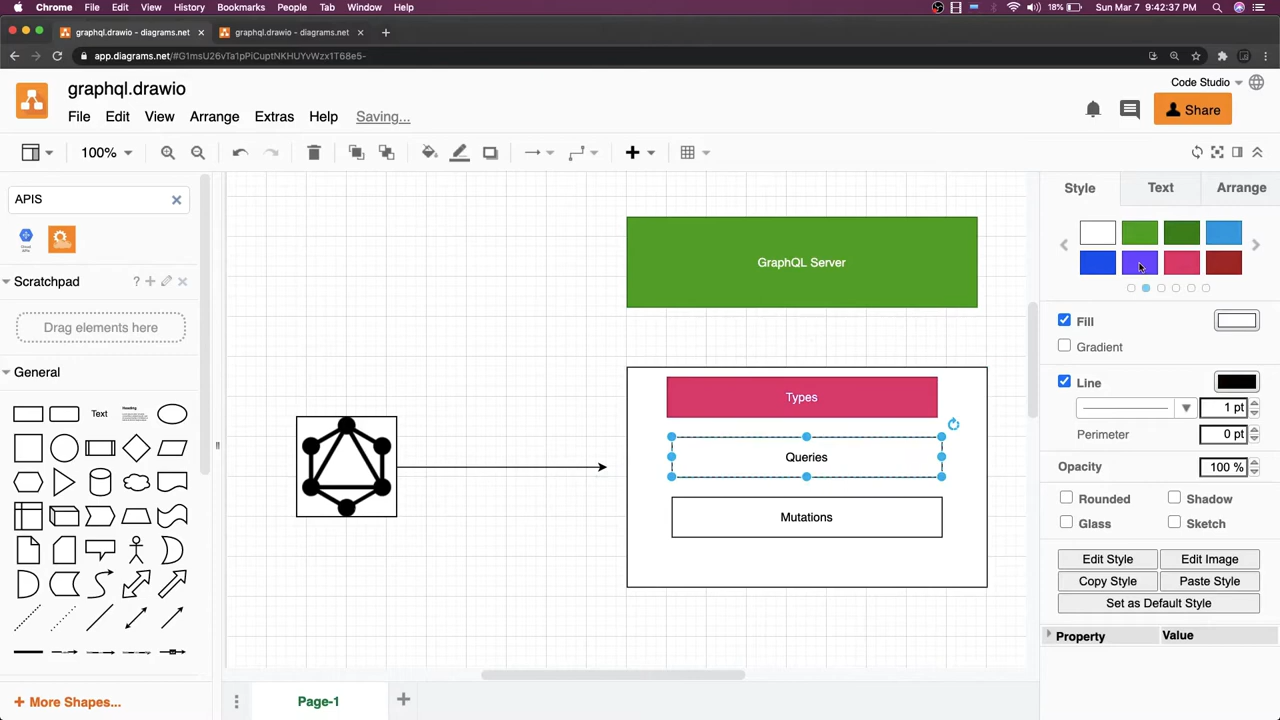 Chrome File Edit View History Bookmarks People Tab Window Help 18% Sun Mar 7 9:42:37 PM
graphql.drawio - diagrams.net graphql.drawio - diagrams.net
app.diagrams.net/#G1msU26vTa1pPiCuptNKHUYvWzx1T68e5-
graphql.drawio
Code Studio
File Edit View Arrange Extras Help Saving...
Share
100%
APIS
Style Text Arrange
Scratchpad
Drag elements here
General
Text
Heading
GraphQL Server
Types
Queries
Mutations
Fill
Gradient
Line
1 pt
Perimeter 0 pt
Opacity 100 %
Rounded Shadow
Glass Sketch
Edit Style Edit Image
Copy Style Paste Style
Set as Default Style
Property Value
More Shapes...
Page-1